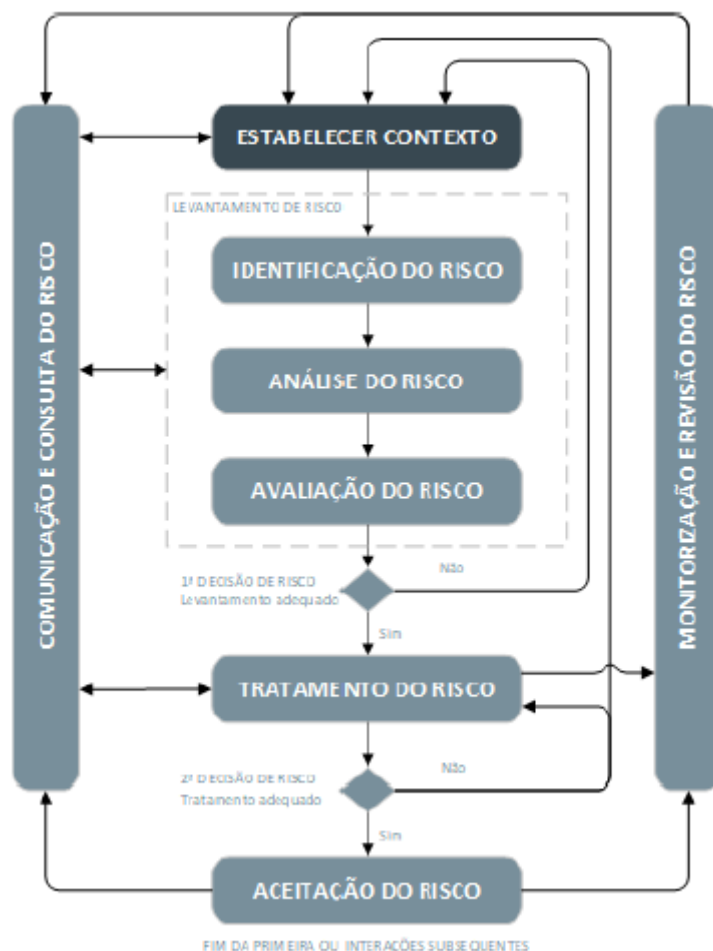 ESTABELECER CONTEXTO
LEVANTAMENTO DE RISCO
IDENTIFICAÇÃO DO RISCO
ANÁLISE DO RISCO
AVALIAÇÃO DO RISCO
1ª DECISÃO DE RISCO
Levantamento adequado
Não
Sim
TRATAMENTO DO RISCO
2ª DECISÃO DE RISCO
Tratamento adequado
Não
Sim
ACEITAÇÃO DO RISCO
FIM DA PRIMEIRA OU INTERAÇÕES SUBSEQUENTES
COMUNICAÇÃO E CONSULTA DO RISCO
MONITORIZAÇÃO E REVISÃO DO RISCO